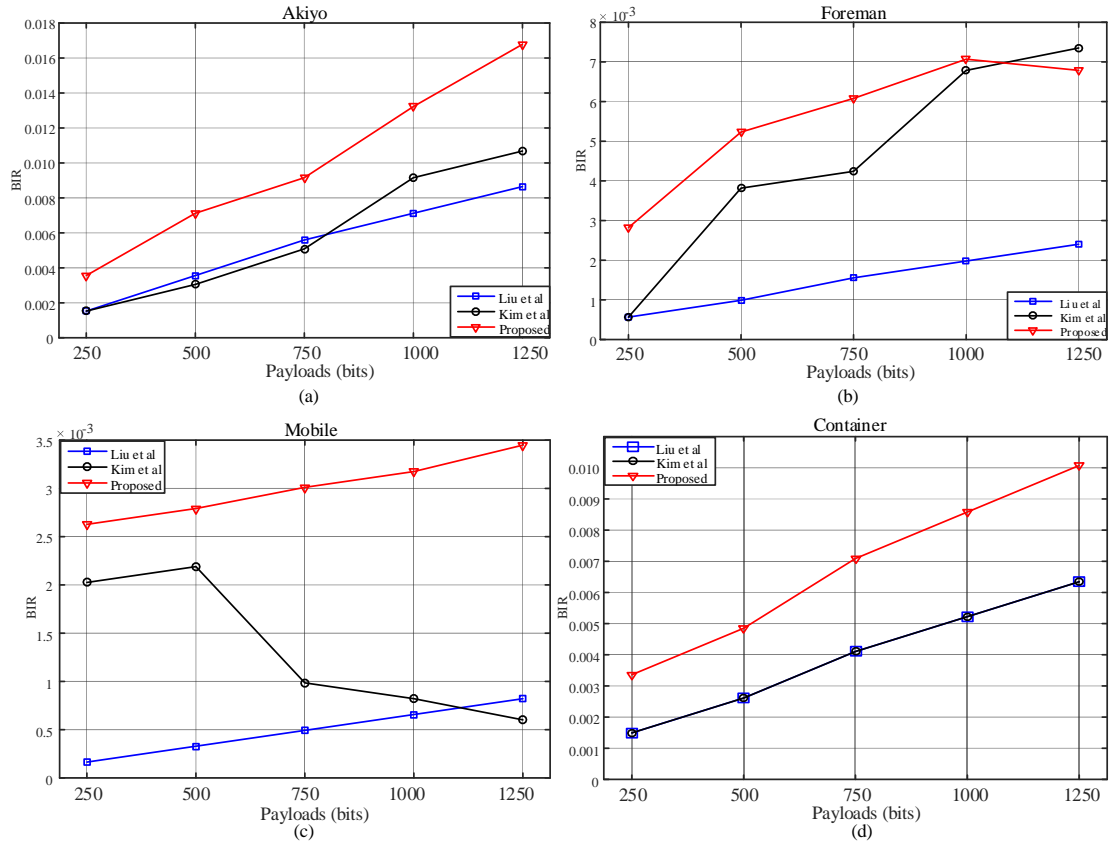 Akiyo
0.018
0.016
0.014
0.012
0.010
0.008
0.006
0.004
0.002
0
BIR
250 500 750 1000 1250
Payloads (bits)
Liu et al
Kim et al
Proposed
(a)
Foreman
× 10⁻³
8
7
6
5
4
3
2
1
0
BIR
250 500 750 1000 1250
Payloads (bits)
Liu et al
Kim et al
Proposed
(b)
Mobile
× 10⁻³
3.5
3
2.5
2
1.5
1
0.5
0
BIR
250 500 750 1000 1250
Payloads (bits)
Liu et al
Kim et al
Proposed
(c)
Container
0.010
0.009
0.008
0.007
0.006
0.005
0.004
0.003
0.002
0.001
0
BIR
250 500 750 1000 1250
Payloads (bits)
Liu et al
Kim et al
Proposed
(d)